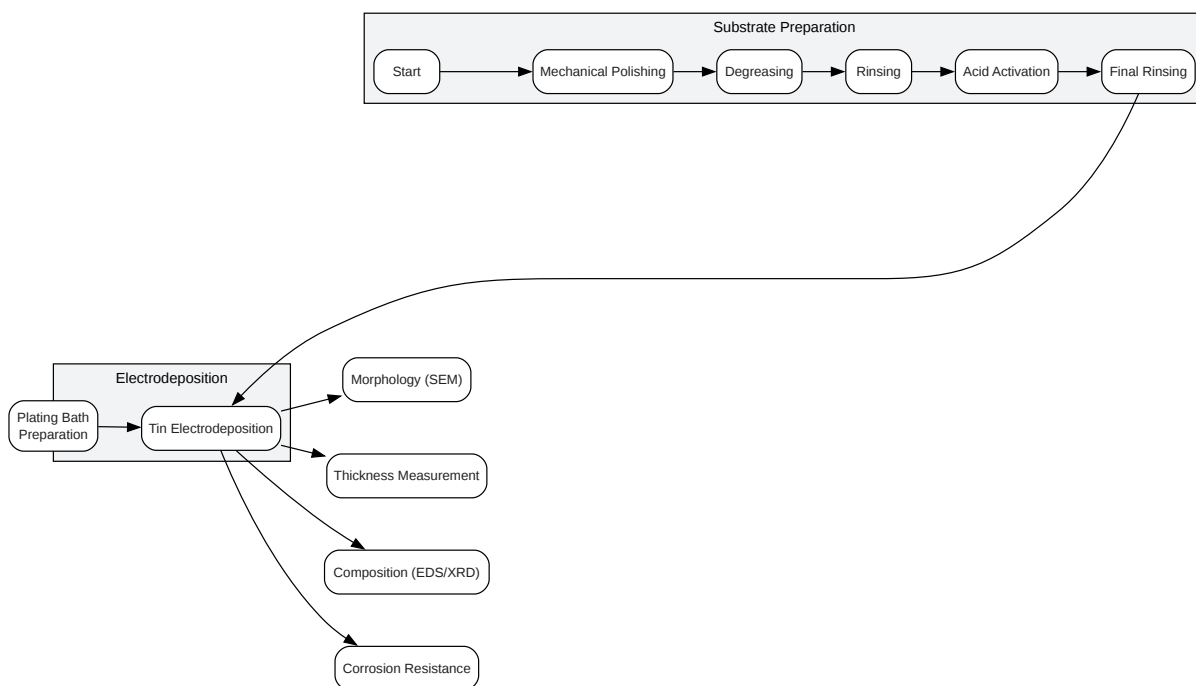 Substrate Preparation
Start
Mechanical Polishing
Degreasing
Rinsing
Acid Activation
Final Rinsing
Electrodeposition
Plating Bath
Preparation
Tin Electrodeposition
Morphology (SEM)
Thickness Measurement
Composition (EDS/XRD)
Corrosion Resistance